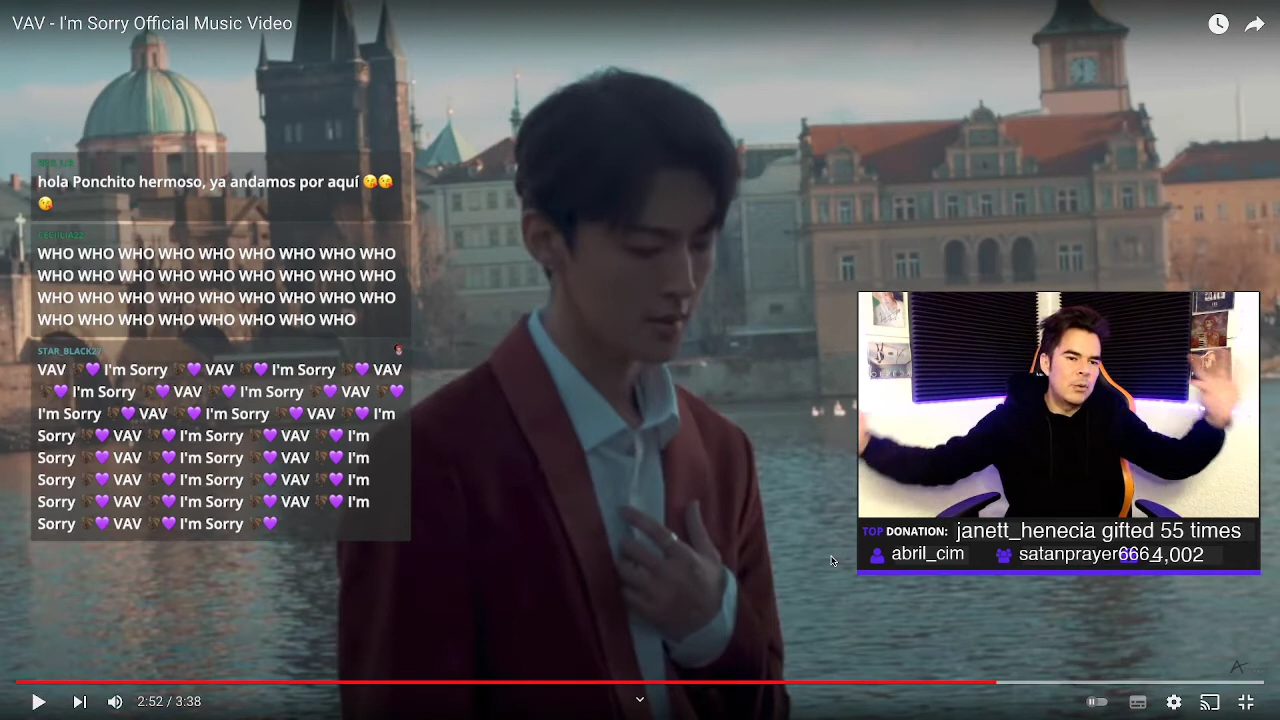 VAV - I'm Sorry Official Music Video
hola Ponchito hermoso, ya andamos por aquí 😘😘
😘
CECIILIA22
WHO WHO WHO WHO WHO WHO WHO WHO WHO
WHO WHO WHO WHO WHO WHO WHO WHO WHO
WHO WHO WHO WHO WHO WHO WHO WHO WHO
WHO WHO WHO WHO WHO WHO WHO WHO
VAV 💜 I'm Sorry 💜 VAV 💜 I'm Sorry 💜 VAV
💜 I'm Sorry 💜 VAV 💜 I'm Sorry 💜 VAV 💜
I'm Sorry 💜 VAV 💜 I'm Sorry 💜 VAV 💜 I'm
Sorry 💜 VAV 💜 I'm Sorry 💜 VAV 💜 I'm
Sorry 💜 VAV 💜 I'm Sorry 💜 VAV 💜 I'm
Sorry 💜 VAV 💜 I'm Sorry 💜 VAV 💜 I'm
Sorry 💜 VAV 💜 I'm Sorry 💜 VAV 💜 I'm
Sorry 💜 VAV 💜 I'm Sorry 💜
TOP DONATION: janett_henecia gifted 55 times
abril_cim satanprayer666 4,002
2:52 / 3:38